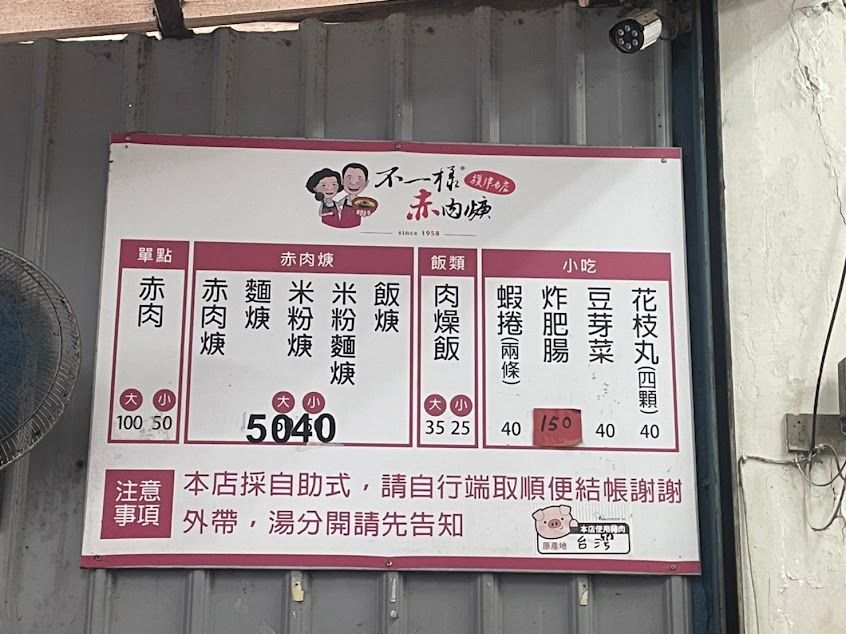 不一樣®
旗津老店
赤肉焿
since 1958
單點
赤肉
大 小
100 50
赤肉焿
赤肉焿
麵焿
米粉焿
米粉麵焿
飯焿
大 小
50 40
飯類
肉燥飯
大 小
35 25
小吃
蝦捲(兩條)
40
炸肥腸
150
豆芽菜
40
花枝丸(四顆)
40
注意
事項
本店採自助式，請自行端取順便結帳謝謝
外帶，湯分開請先告知
本店使用豬肉
原產地 台灣